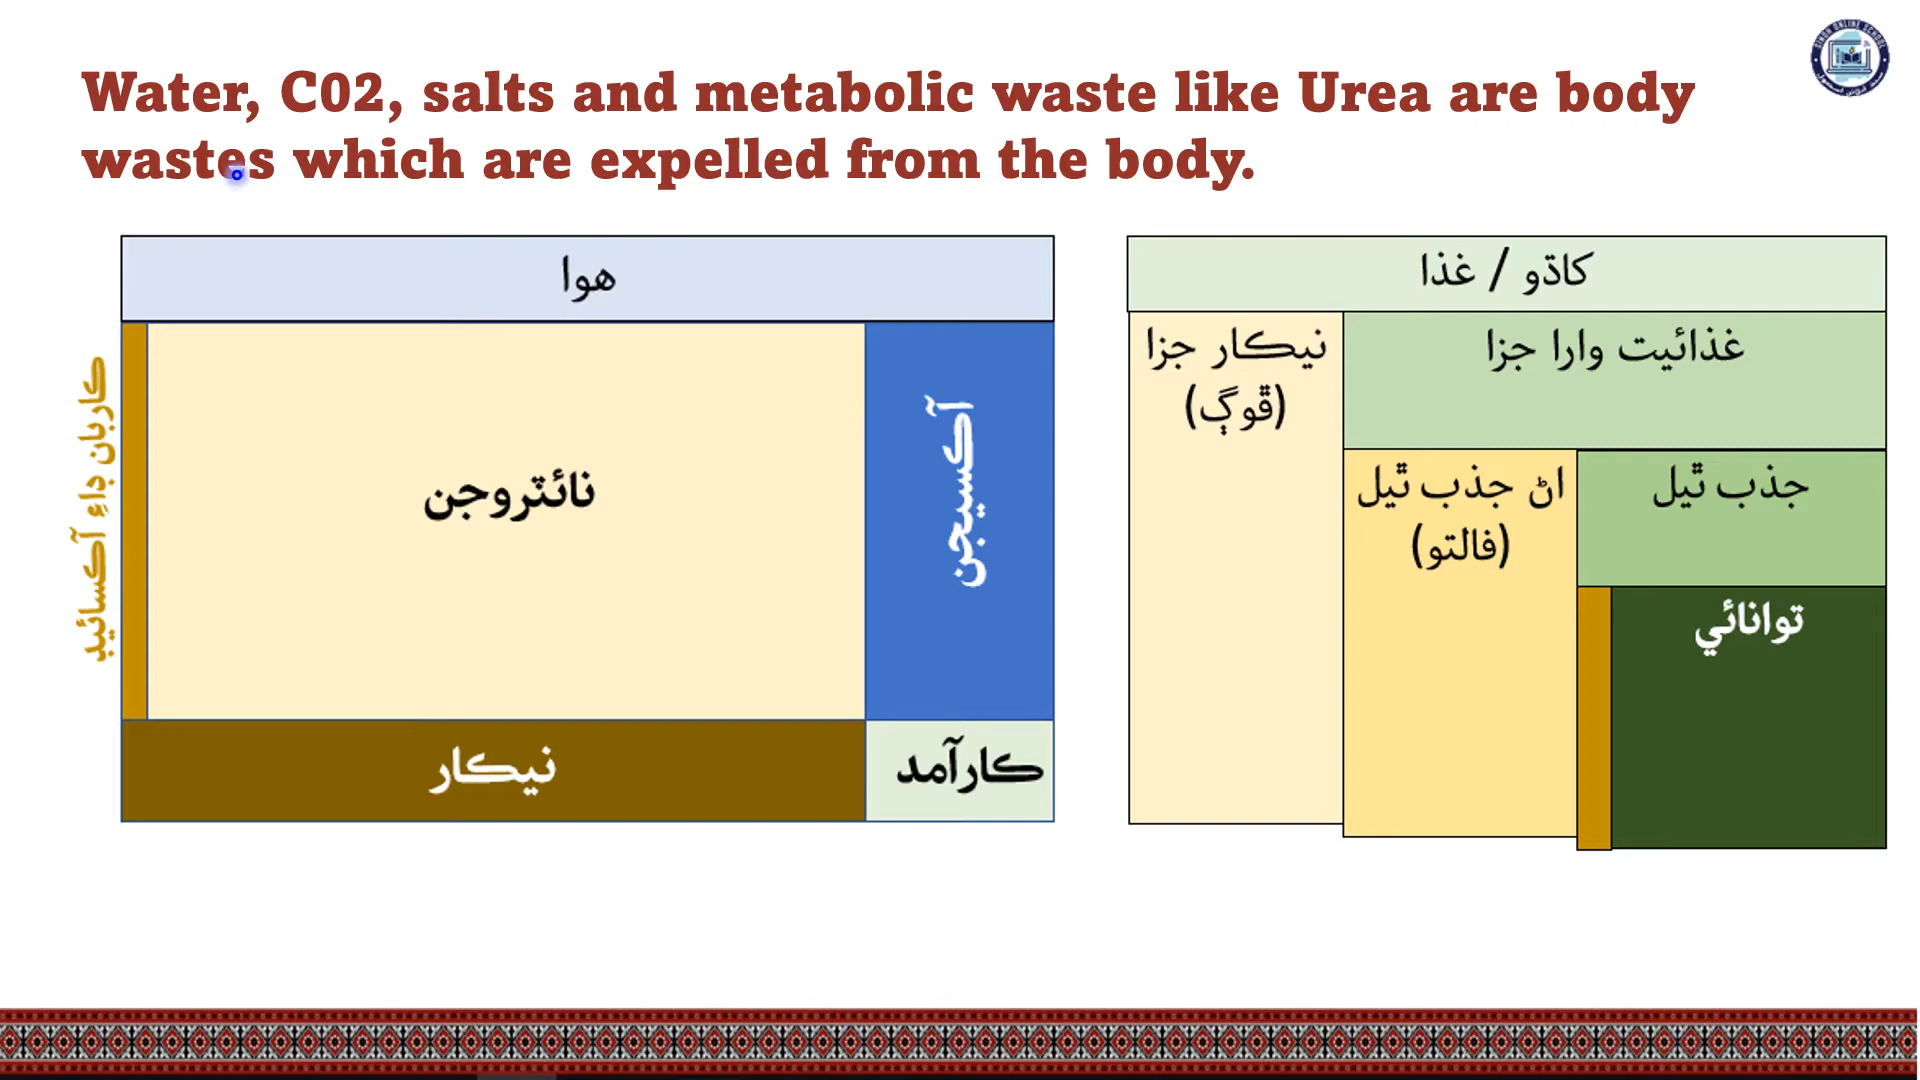 Water, C02, salts and metabolic waste like Urea are body
wastes which are expelled from the body.
هوا
ڪاربان ڊاءِ آڪسائيڊ
نائٽروجن
آڪسيجن
نيڪار
ڪارآمد
کاڌو / غذا
نيڪار جزا
(ڦوڳ)
غذائيت وارا جزا
اڻ جذب ٿيل
(فالتو)
جذب ٿيل
توانائي